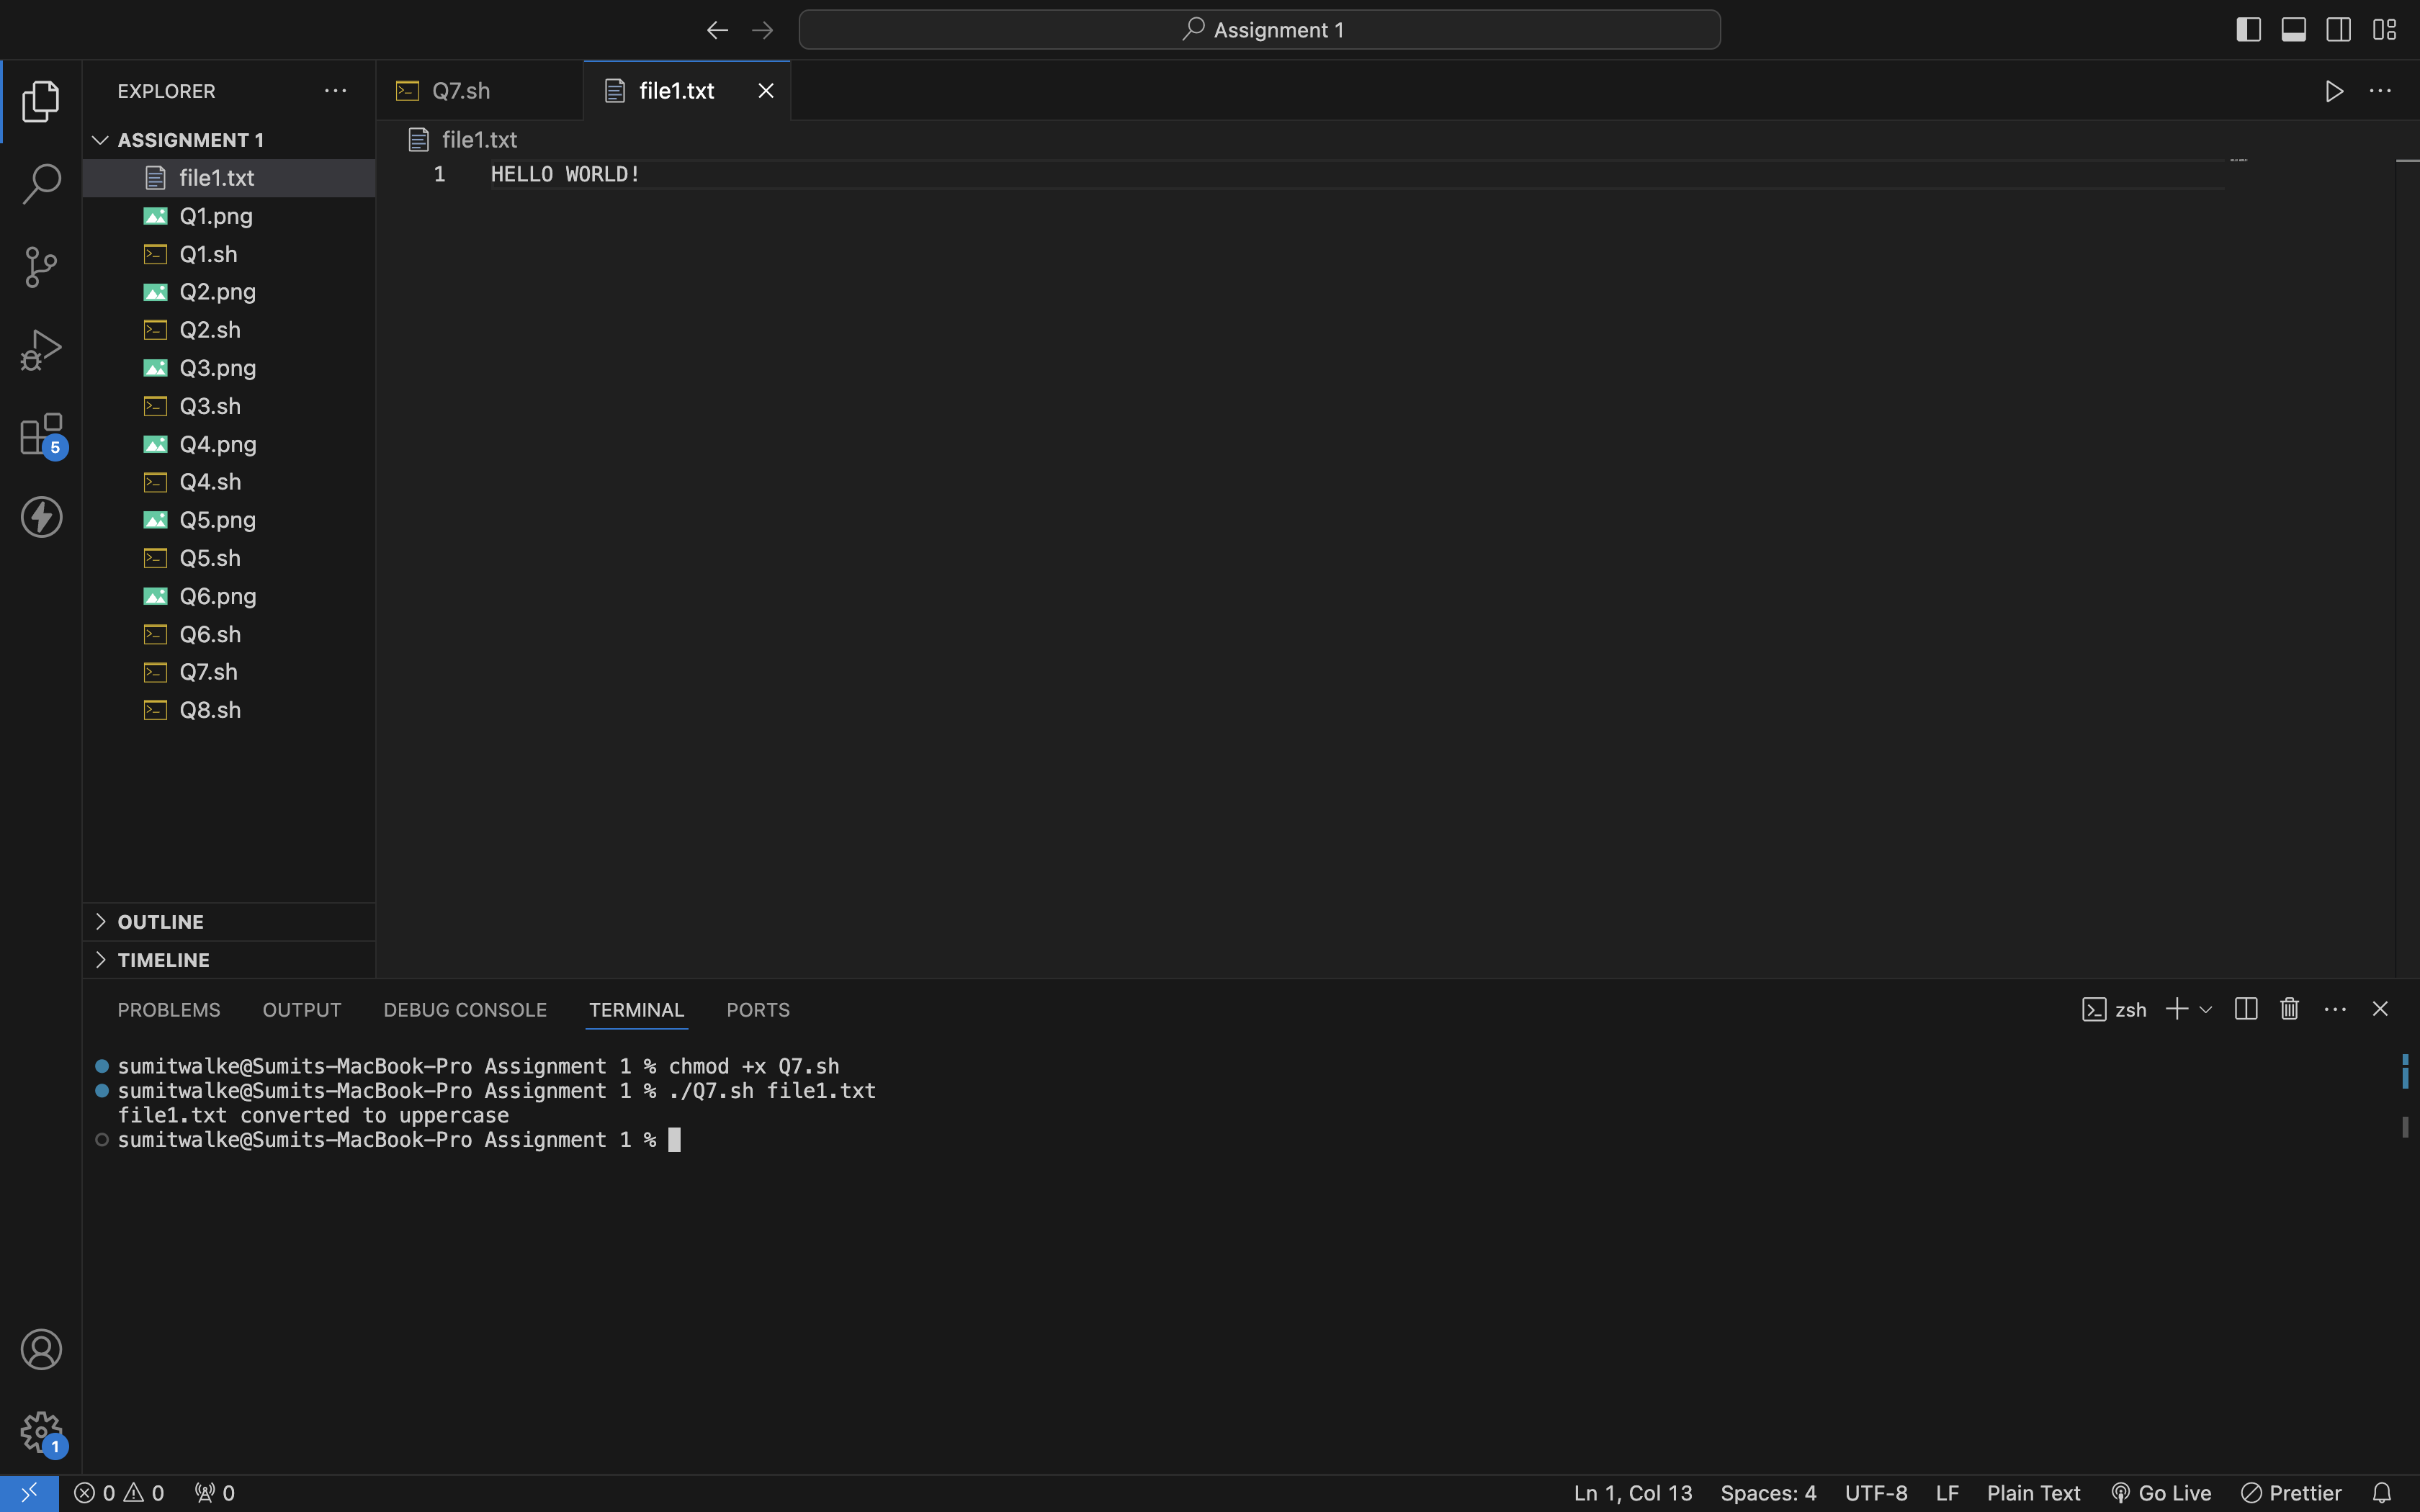 Assignment 1
EXPLORER
ASSIGNMENT 1
file1.txt
Q1.png
Q1.sh
Q2.png
Q2.sh
Q3.png
Q3.sh
Q4.png
Q4.sh
Q5.png
Q5.sh
Q6.png
Q6.sh
Q7.sh
Q8.sh
OUTLINE
TIMELINE
5
1
Q7.sh
file1.txt
file1.txt
1 HELLO WORLD!
PROBLEMS OUTPUT DEBUG CONSOLE TERMINAL PORTS
zsh
sumitwalke@Sumits-MacBook-Pro Assignment 1 % chmod +x Q7.sh
sumitwalke@Sumits-MacBook-Pro Assignment 1 % ./Q7.sh file1.txt
file1.txt converted to uppercase
sumitwalke@Sumits-MacBook-Pro Assignment 1 %
0 0 0
Ln 1, Col 13 Spaces: 4 UTF-8 LF Plain Text Go Live Prettier